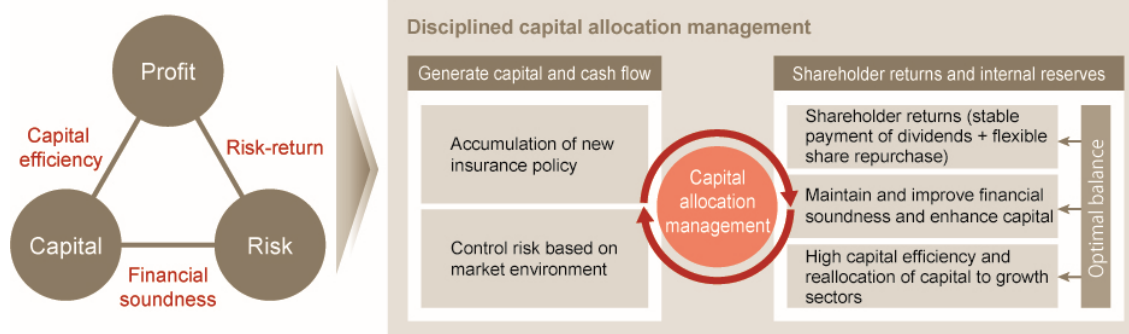 Profit
Capital
efficiency
Risk-return
Capital
Risk
Financial
soundness
Disciplined capital allocation management
Generate capital and cash flow
Accumulation of new
insurance policy
Control risk based on
market environment
Capital
allocation
management
Shareholder returns and internal reserves
Shareholder returns (stable
payment of dividends + flexible
share repurchase)
Maintain and improve financial
soundness and enhance capital
High capital efficiency and
reallocation of capital to growth
sectors
Optimal balance